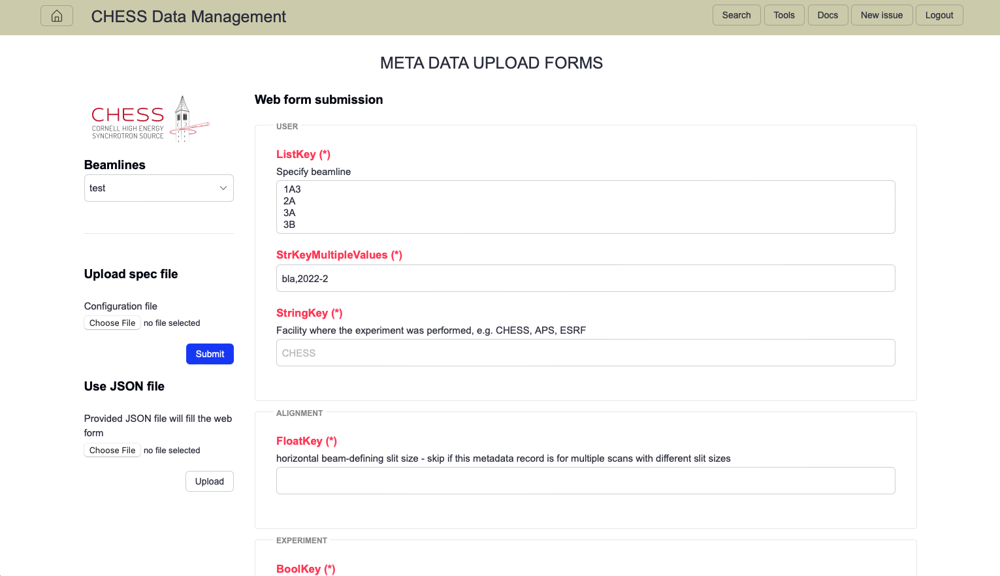 CHESS Data Management
Search
Tools
Docs
New issue
Logout
META DATA UPLOAD FORMS
CHESS
CORNELL HIGH ENERGY
SYNCHROTRON SOURCE
Beamlines
test
Upload spec file
Configuration file
Choose File no file selected
Submit
Use JSON file
Provided JSON file will fill the web
form
Choose File no file selected
Upload
Web form submission
USER
ListKey (*)
Specify beamline
1A3
2A
3A
3B
StrKeyMultipleValues (*)
bla,2022-2
StringKey (*)
Facility where the experiment was performed, e.g. CHESS, APS, ESRF
CHESS
ALIGNMENT
FloatKey (*)
horizontal beam-defining slit size - skip if this metadata record is for multiple scans with different slit sizes
EXPERIMENT
BoolKey (*)